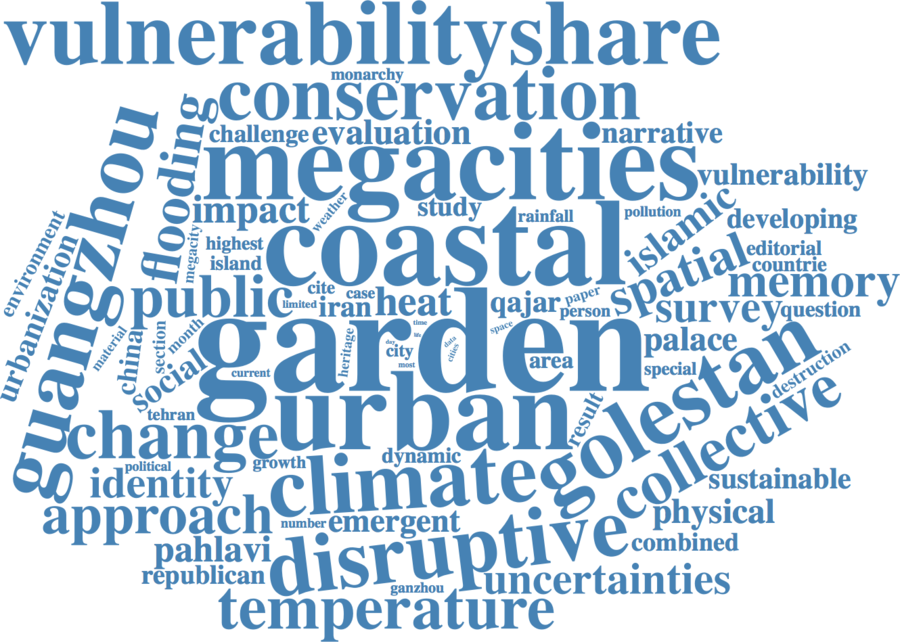 vulnerabilityshare
monarchy
conservation
challenge
evaluation
narrative
flooding
guangzhou
megacities
vulnerability
impact
weather
study
rainfall
pollution
islamic
developing
environment
urbanization
megacity
highest
island
coastal
spatial
editorial
countrie
memory
public
cite
case
limited
iran
heat
qajar
paper
person
survey
question
material
china
section
month
social
garden
heritage
time
life
day
city
most
data
cities
space
area
palace
special
current
destruction
tehran
change
urban
result
golestan
collective
political
growth
dynamic
identity
climate
sustainable
approach
number
emergent
disruptive
physical
pahlavi
combined
republican
ganzhou
uncertainties
temperature